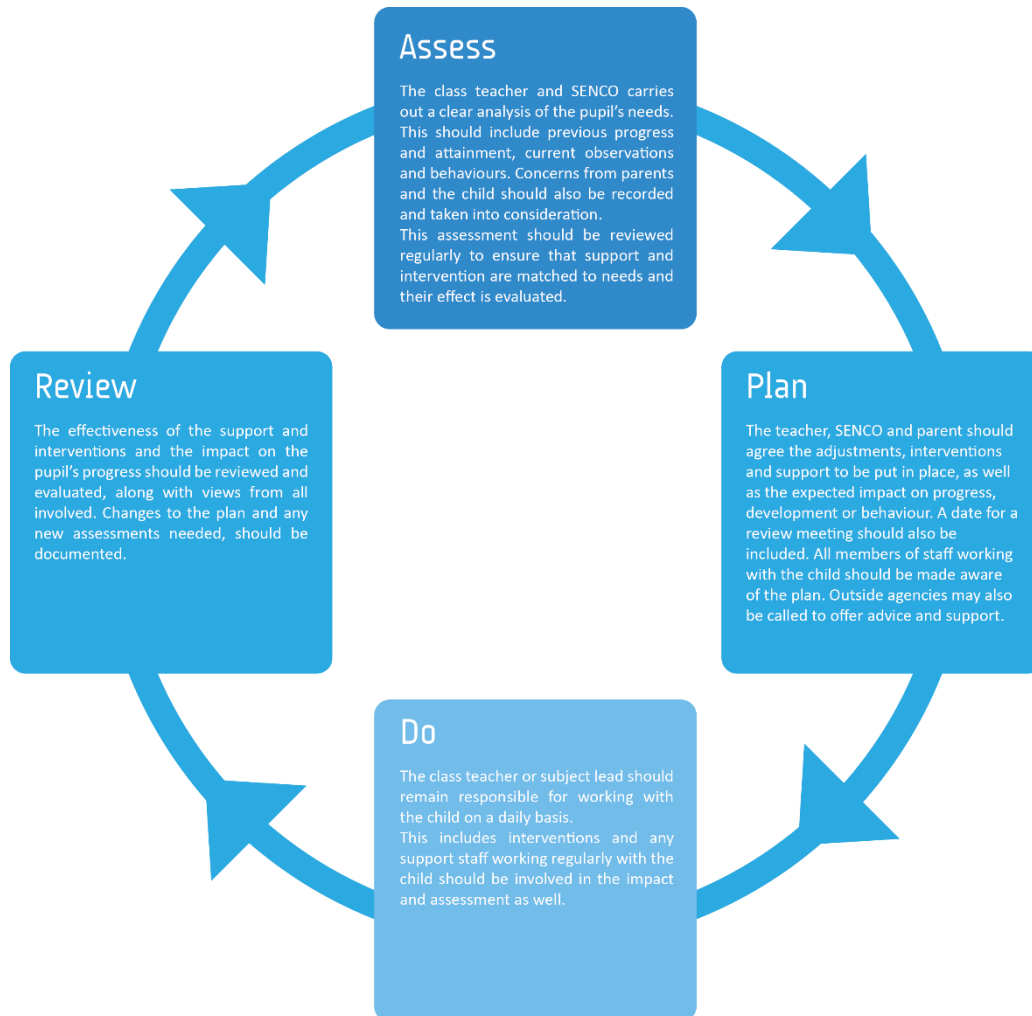 Assess
The class teacher and SENCO carries
out a clear analysis of the pupil's needs.
This should include previous progress
and attainment, current observations
and behaviours. Concerns from parents
and the child should also be recorded
and taken into consideration.
This assessment should be reviewed
regularly to ensure that support and
intervention are matched to needs and
their effect is evaluated.
Plan
The teacher, SENCO and parent should
agree the adjustments, interventions
and support to be put in place, as well
as the expected impact on progress,
development or behaviour. A date for a
review meeting should also be
included. All members of staff working
with the child should be made aware
of the plan. Outside agencies may also
be called to offer advice and support.
Do
The class teacher or subject lead should
remain responsible for working with
the child on a daily basis.
This includes interventions and any
support staff working regularly with the
child should be involved in the impact
and assessment as well.
Review
The effectiveness of the support and
interventions and the impact on the
pupil's progress should be reviewed and
evaluated, along with views from all
involved. Changes to the plan and any
new assessments needed, should be
documented.